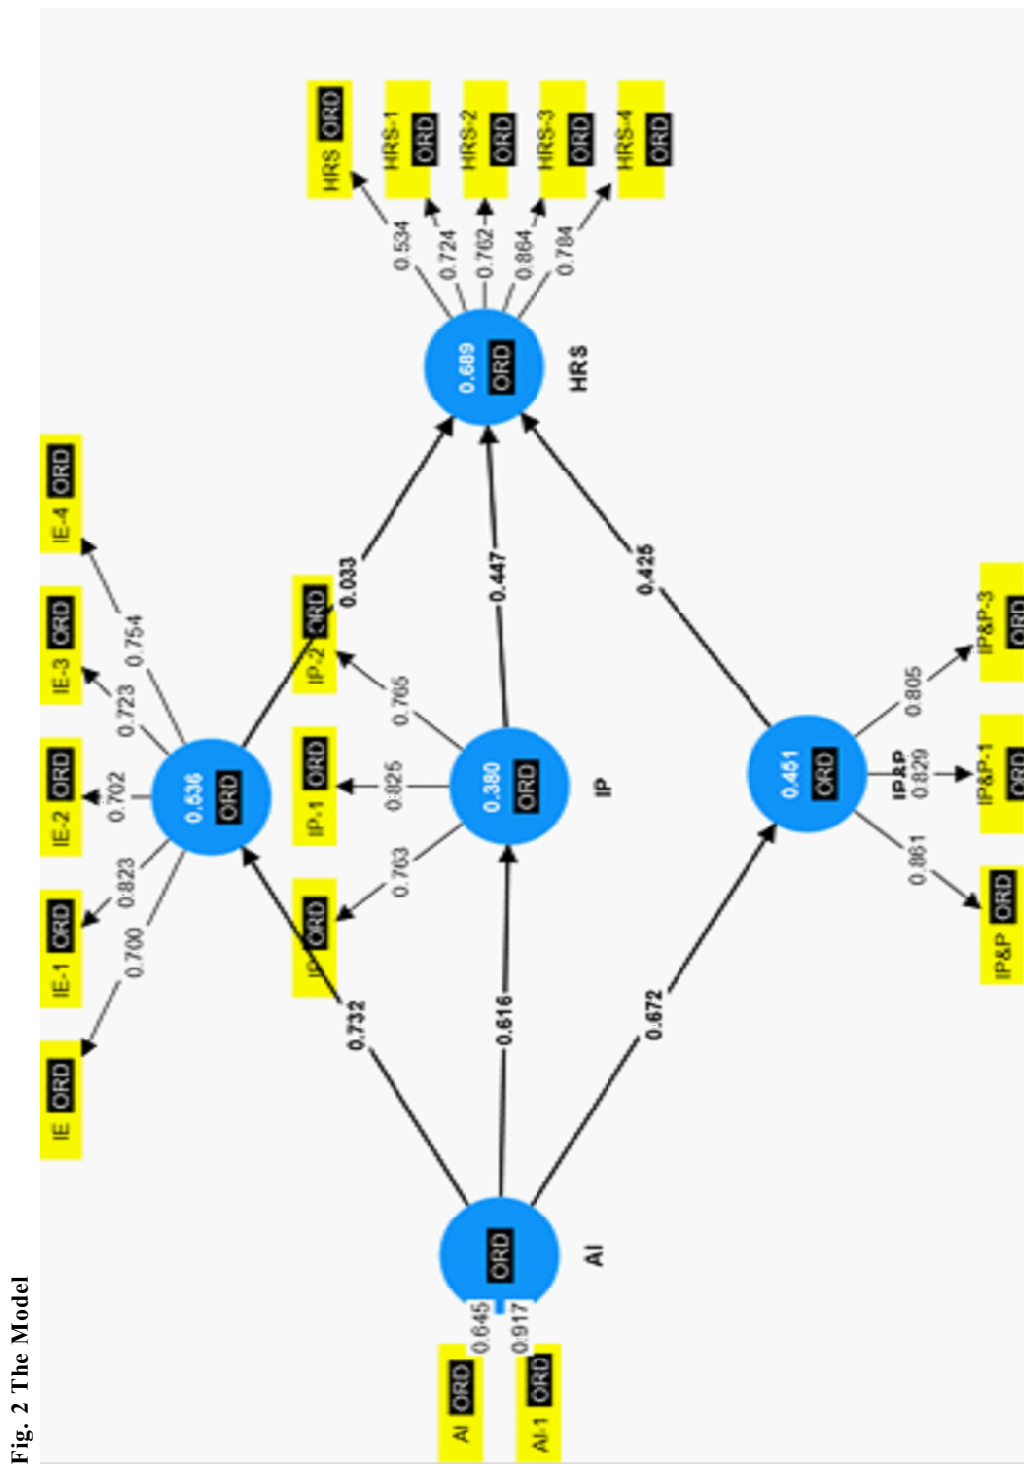 Fig. 2 The Model
IE ORD
IE-1 ORD
IE-2 ORD
IE-3 ORD
IE-4 ORD
0.700
0.823
0.702
0.723
0.754
0.536
ORD
ORD
IP-1 ORD
IP-2 ORD
0.763
0.825
0.765
0.732
0.033
AI ORD
AI-1 ORD
0.645
0.917
ORD
AI
0.616
0.380
ORD
IP
0.447
0.689
ORD
HRS
0.534
0.724
0.762
0.864
0.784
HRS ORD
HRS-1
ORD
HRS-2
ORD
HRS-3
ORD
HRS-4
ORD
0.672
0.425
0.451
ORD
IP&P
0.861
0.829
0.805
IP&P ORD
IP&P-1
ORD
IP&P-3
ORD